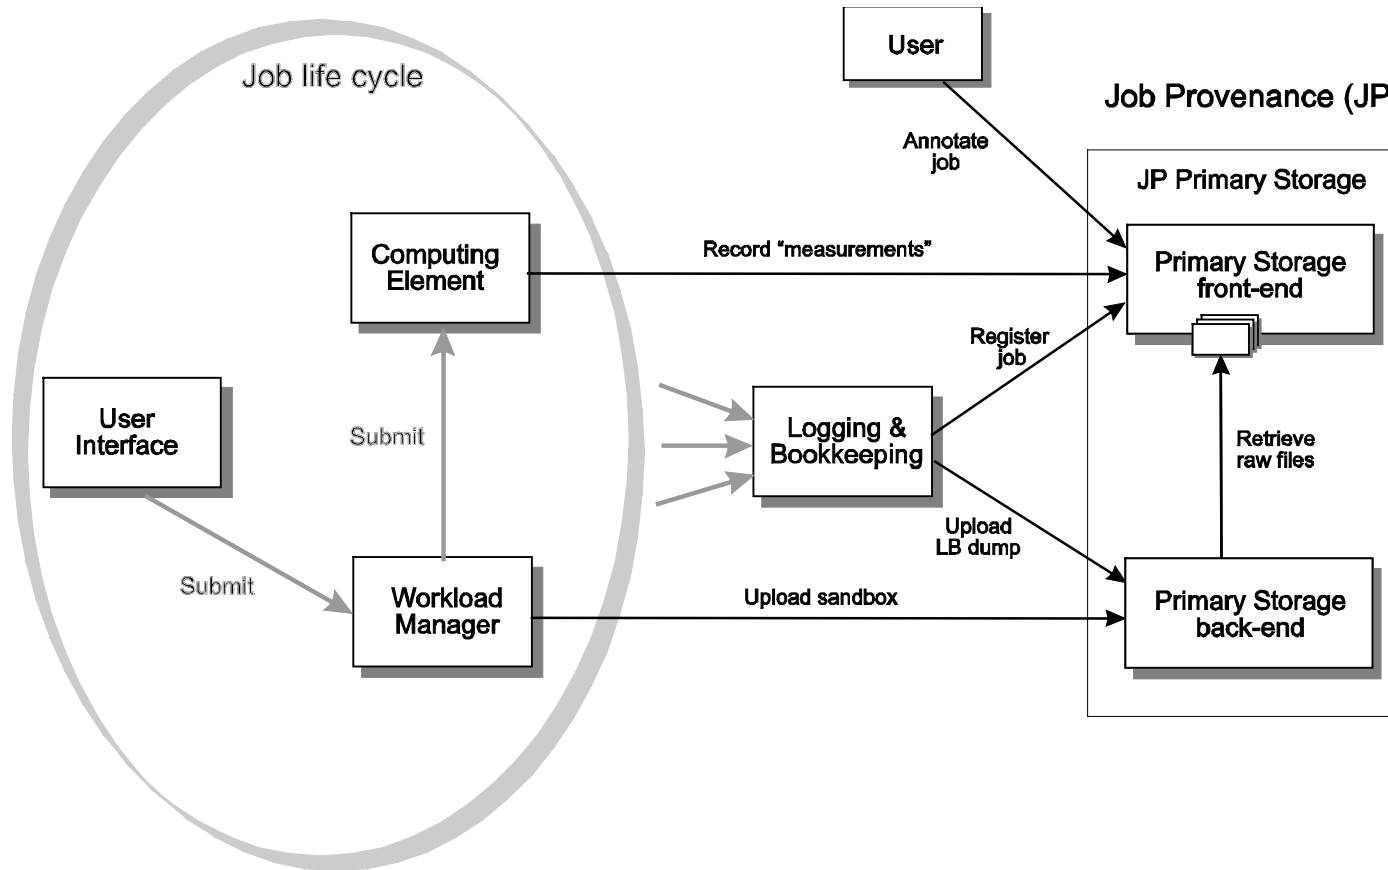 User
Job life cycle
Job Provenance (JP
Annotate
job
JP Primary Storage
Computing
Element
Record “measurements”
Primary Storage
front-end
Register
job
User
Interface
Submit
Logging &
Bookkeeping
Retrieve
raw files
Upload
LB dump
Submit
Workload
Manager
Upload sandbox
Primary Storage
back-end